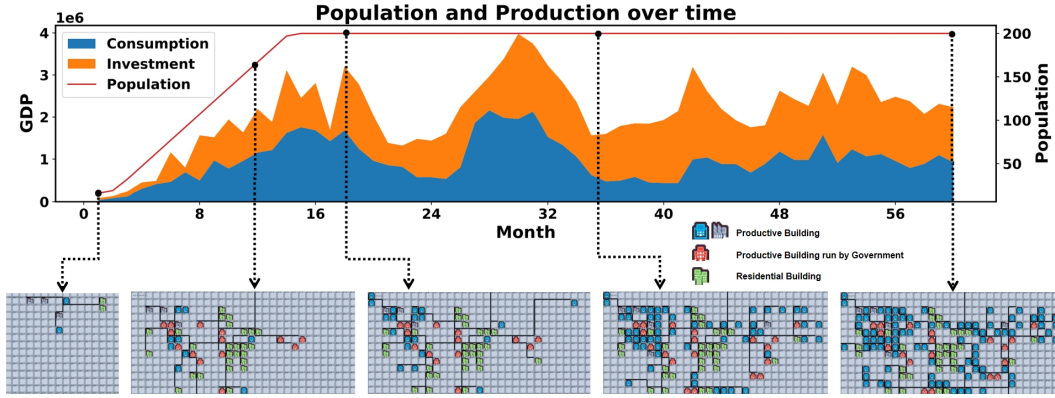 Population and Production over time
1e6
Consumption
Investment
Population
GDP
4
3
2
1
0
200
150
100
50
Population
0
8
16
24
32
40
48
56
Month
Productive Building
Productive Building run by Government
Residential Building